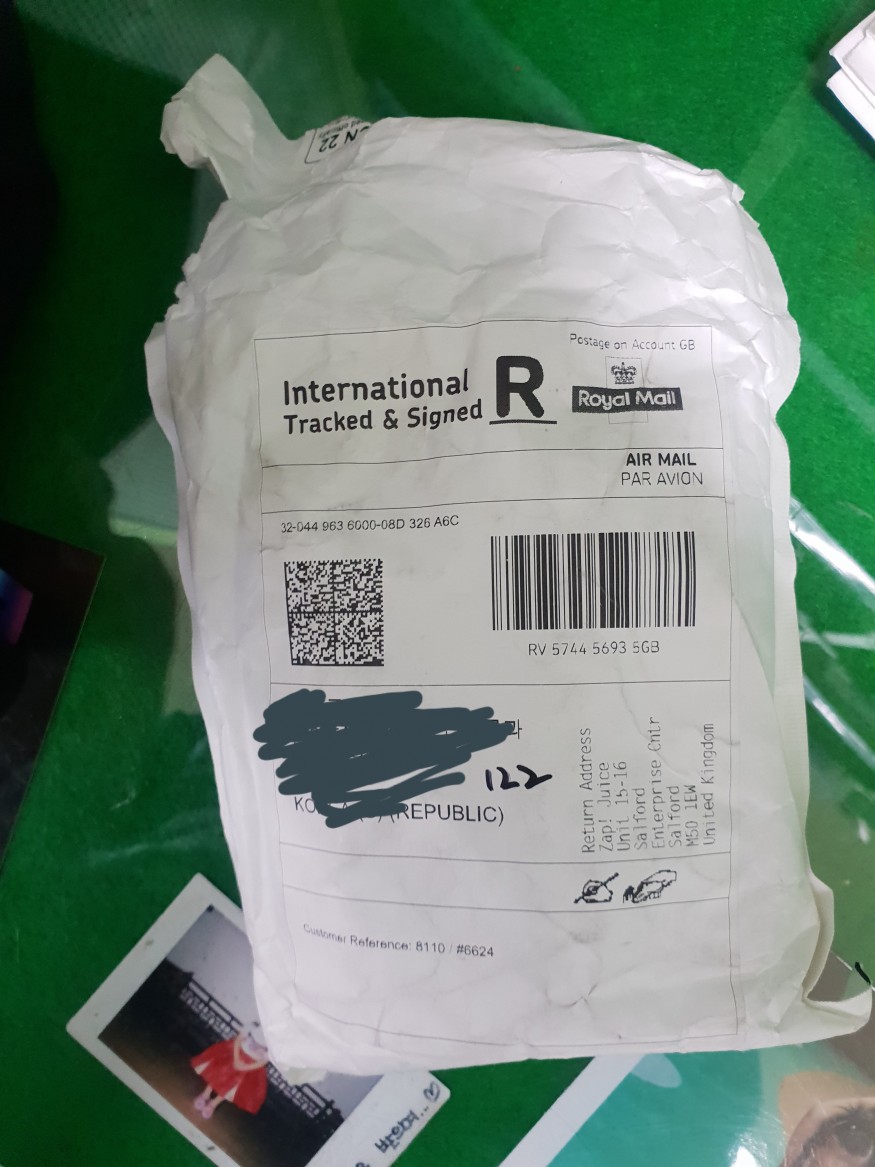 CN 22
Postage on Account GB
International
Tracked & Signed
R
Royal Mail
AIR MAIL
PAR AVION
32-044 963 6000-08D 326 A6C
RV 5744 5693 5GB
122
(REPUBLIC)
Return Address
Zap! Juice
Unit 15-16
Salford
Enterprise Cntr
Salford
M50 1EW
United Kingdom
Customer Reference: 8110 / #6624